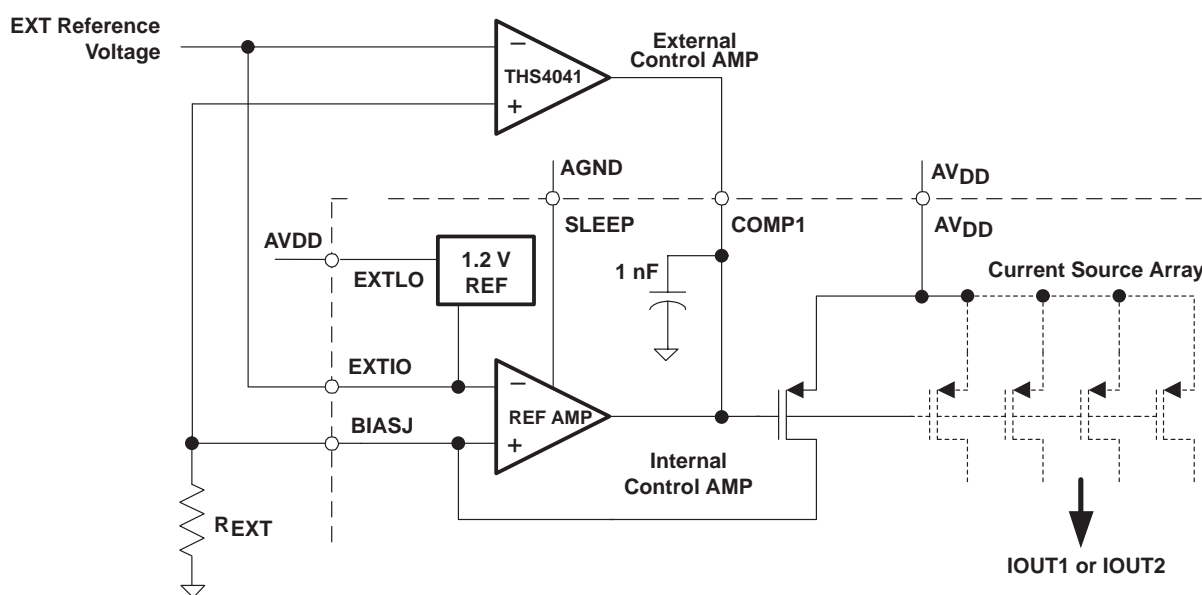 EXT Reference
Voltage
−
THS4041
+
External
Control AMP
AGND
AVDD
SLEEP
COMP1
AVDD
AVDD
EXTLO
1.2 V
REF
1 nF
Current Source Array
EXTIO
−
REF AMP
+
BIASJ
Internal
Control AMP
REXT
IOUT1 or IOUT2